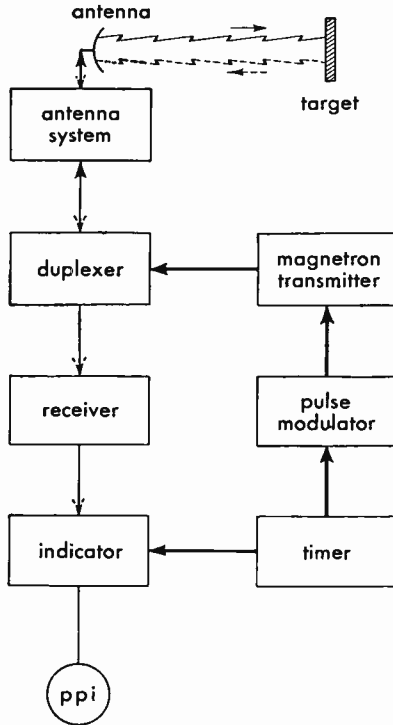 antenna
target
antenna
system
duplexer
magnetron
transmitter
receiver
pulse
modulator
indicator
timer
ppi